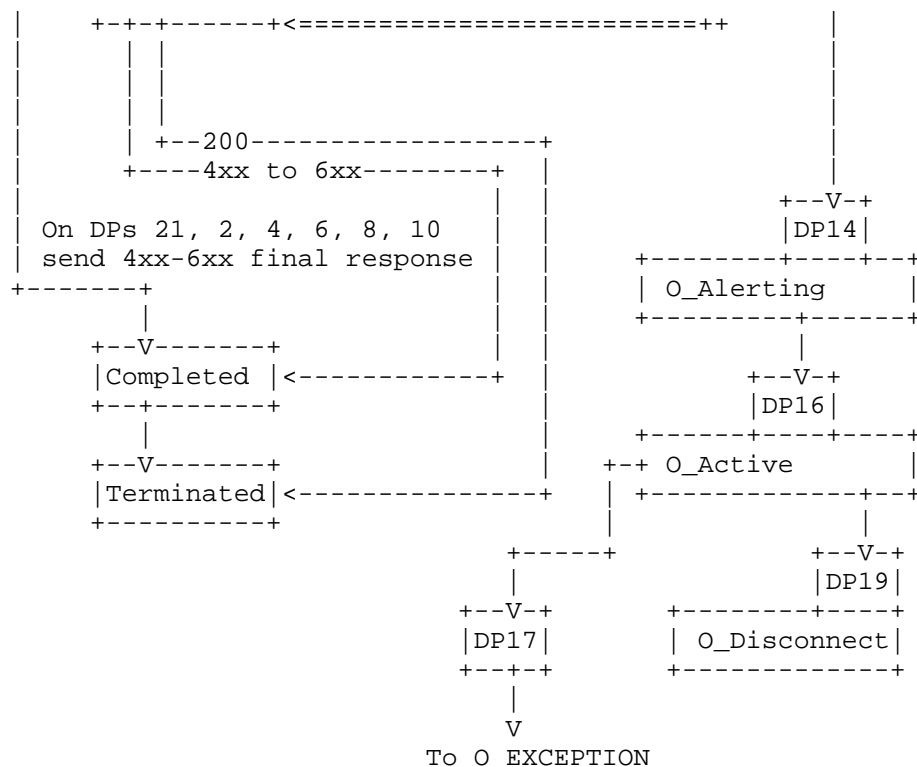 |     +-+-+------+<==========================++       |
|       | |                                           |
|       | |                                           |
|       | |                                           |
|       | +--200------------------+                   |
|       +----4xx to 6xx--------+  |                   |
|                              |  |                +--V-+
| On DPs 21, 2, 4, 6, 8, 10    |  |                |DP14|
| send 4xx-6xx final response  |  |       +--------+----+--+
+-------+                      |  |       | O_Alerting     |
        |                      |  |       +---------+------+
     +--V-------+              |  |                 |
     |Completed |<-------------+  |              +--V-+
     +--+-------+                 |              |DP16|
        |                         |       +------+----+----+
     +--V-------+                 |     +-+ O_Active       |
     |Terminated|<----------------+     | +-------------+--+
     +----------+                       |               |
                                +-------+            +--V-+
                                |                    |DP19|
                             +--V-+         +--------+----+
                             |DP17|         | O_Disconnect|
                             +--+-+         +-------------+
                                |
                                V
                          To O_EXCEPTION